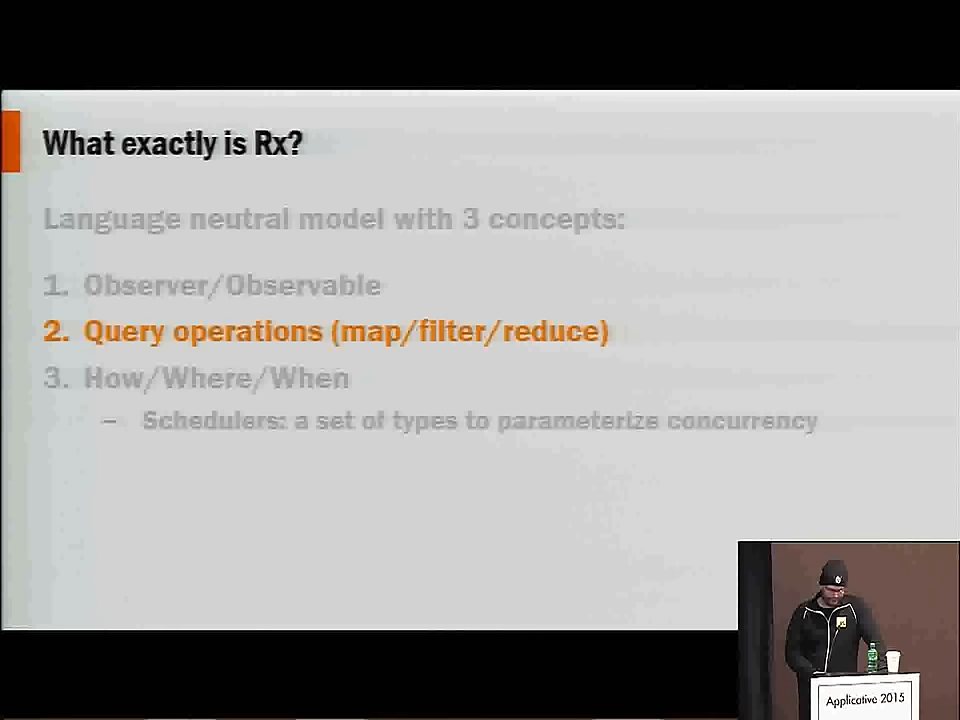 What exactly is Rx?
Language neutral model with 3 concepts:
1. Observer/Observable
2. Query operations (map/filter/reduce)
3. How/Where/When
– Schedulers: a set of types to parameterize concurrency
Applicative 2015